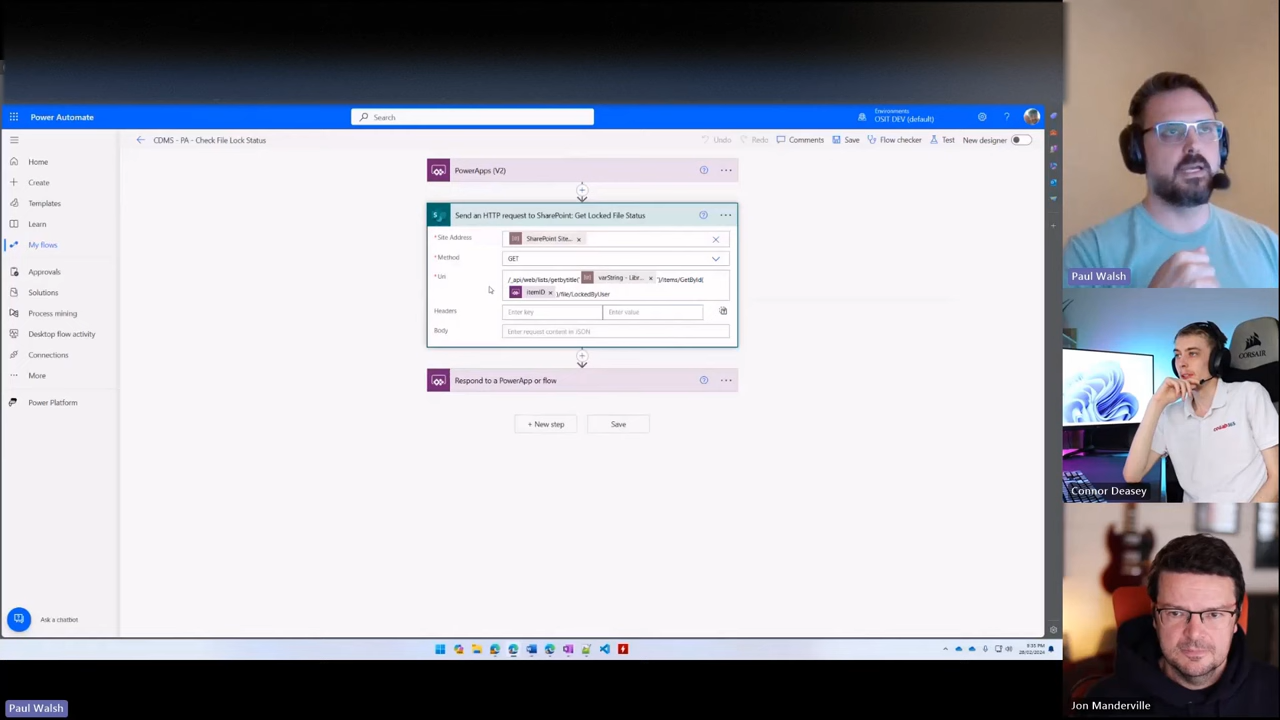 Power Automate
Search
Environments
OSIT DEV (default)
CDMS - PA - Check File Lock Status
Undo
Redo
Comments
Save
Flow checker
Test
New designer
Home
Create
Templates
Learn
My flows
Approvals
Solutions
Process mining
Desktop flow activity
Connections
More
Power Platform
Ask a chatbot
PowerApps (V2)
Send an HTTP request to SharePoint: Get Locked File Status
* Site Address
SharePoint Site... x
* Method
GET
* Uri
/_api/web/lists/getbytitle(' varString - Libr... x ')/items/GetById(
itemID x )/file/LockedByUser
Headers
Enter key
Enter value
Body
Enter request content in JSON
Respond to a PowerApp or flow
+ New step
Save
Paul Walsh
CORSAIR
Connor Deasey
Jon Manderville
Paul Walsh